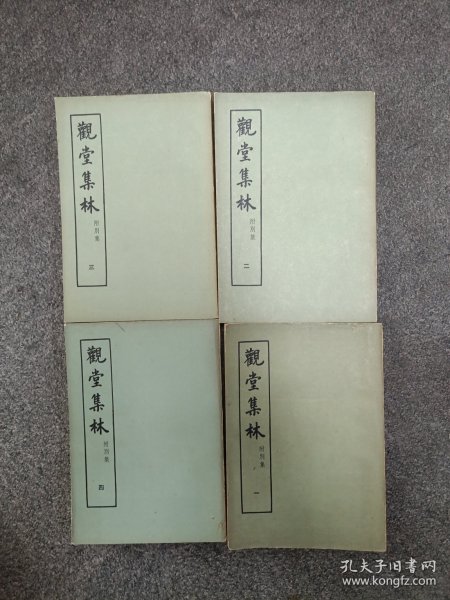 觀堂集林
附別集
三
觀堂集林
附別集
二
觀堂集林
附別集
四
觀堂集林
附別集
一
孔夫子旧书网
www.kongfz.com